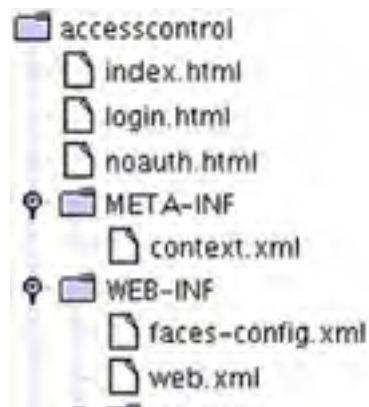 accesscontrol
index.html
login.html
noauth.html
META-INF
context.xml
WEB-INF
faces-config.xml
web.xml